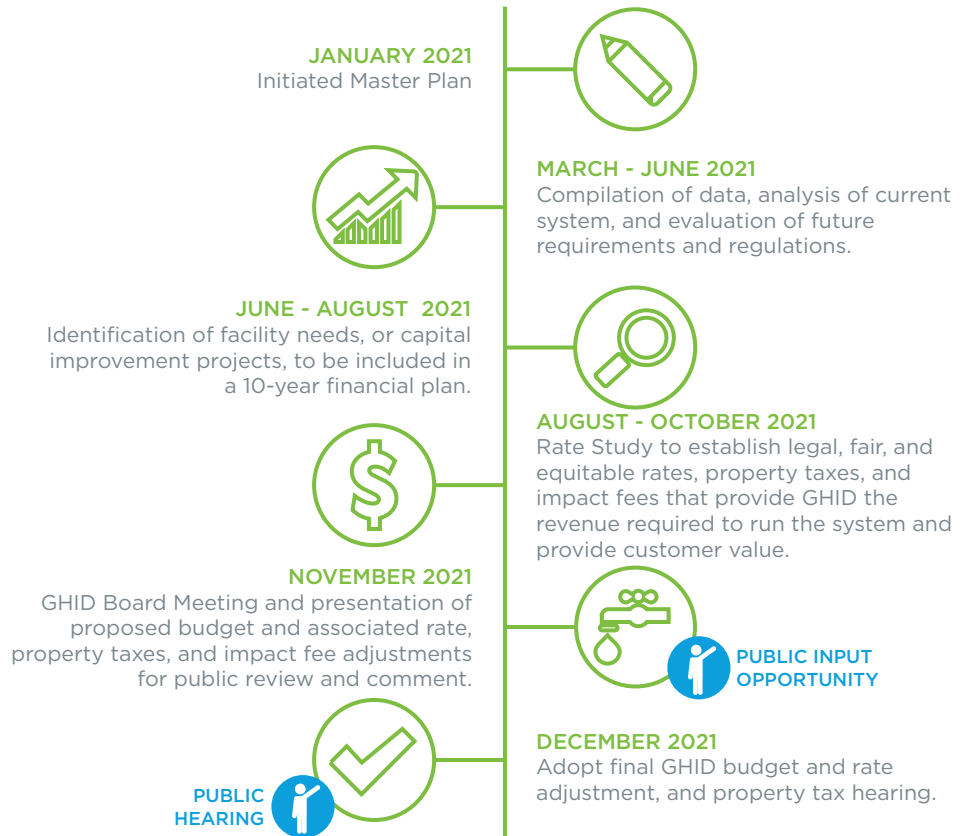 JANUARY 2021
Initiated Master Plan
MARCH - JUNE 2021
Compilation of data, analysis of current
system, and evaluation of future
requirements and regulations.
JUNE - AUGUST 2021
Identification of facility needs, or capital
improvement projects, to be included in
a 10-year financial plan.
AUGUST - OCTOBER 2021
Rate Study to establish legal, fair, and
equitable rates, property taxes, and
impact fees that provide GHID the
revenue required to run the system and
provide customer value.
NOVEMBER 2021
GHID Board Meeting and presentation of
proposed budget and associated rate,
property taxes, and impact fee adjustments
for public review and comment.
PUBLIC INPUT
OPPORTUNITY
DECEMBER 2021
Adopt final GHID budget and rate
adjustment, and property tax hearing.
PUBLIC
HEARING